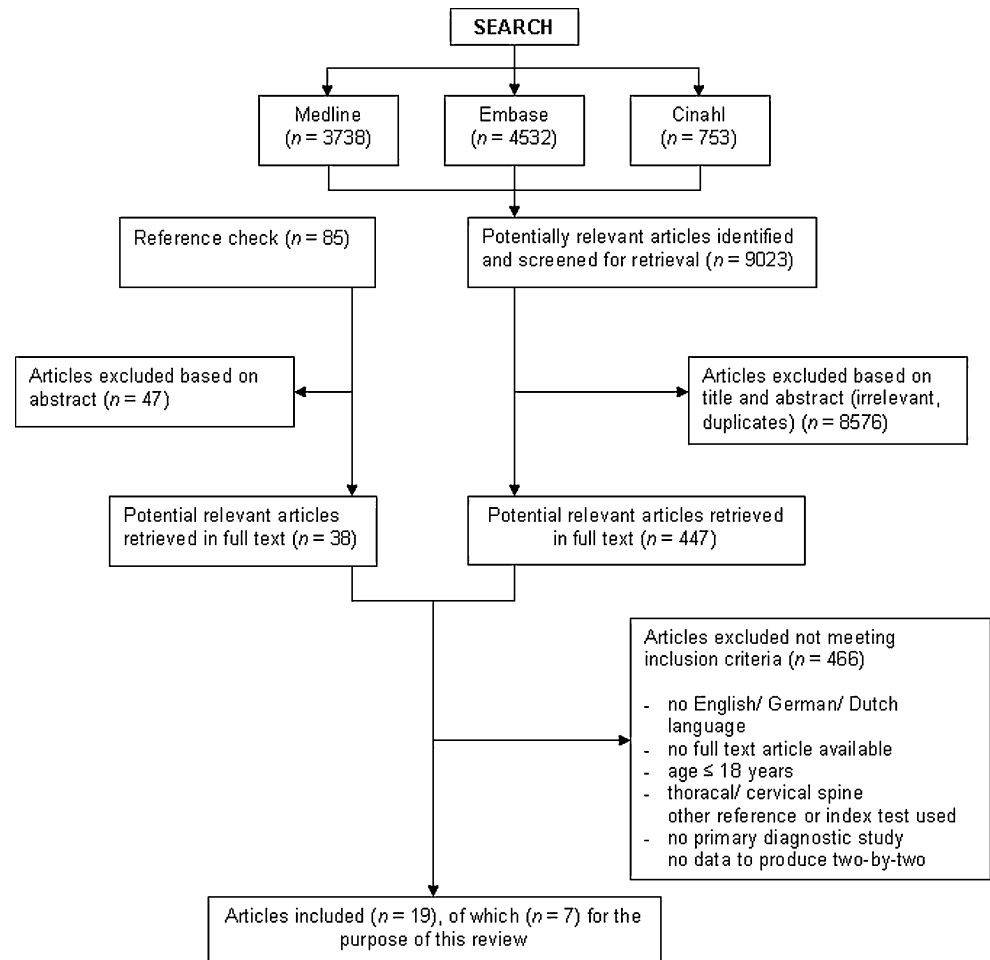 SEARCH
Medline
(n = 3738)
Embase
(n = 4532)
Cinahl
(n = 753)
Reference check (n = 85)
Potentially relevant articles identified
and screened for retrieval (n = 9023)
Articles excluded based on
abstract (n = 47)
Articles excluded based on
title and abstract (irrelevant,
duplicates) (n = 8576)
Potential relevant articles
retrieved in full text (n = 38)
Potential relevant articles retrieved
in full text (n = 447)
Articles excluded not meeting
inclusion criteria (n = 466)
- no English/ German/ Dutch
language
- no full text article available
- age ≤ 18 years
- thoracal/ cervical spine
other reference or index test used
- no primary diagnostic study
no data to produce two-by-two
Articles included (n = 19), of which (n = 7) for the
purpose of this review